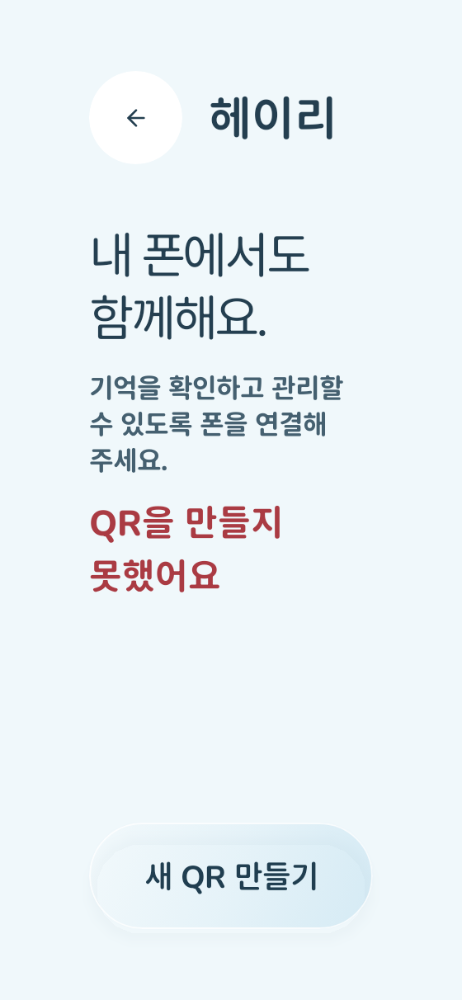 헤이리
내 폰에서도
함께해요.
기억을 확인하고 관리할
수 있도록 폰을 연결해
주세요.
QR을 만들지
못했어요
새 QR 만들기